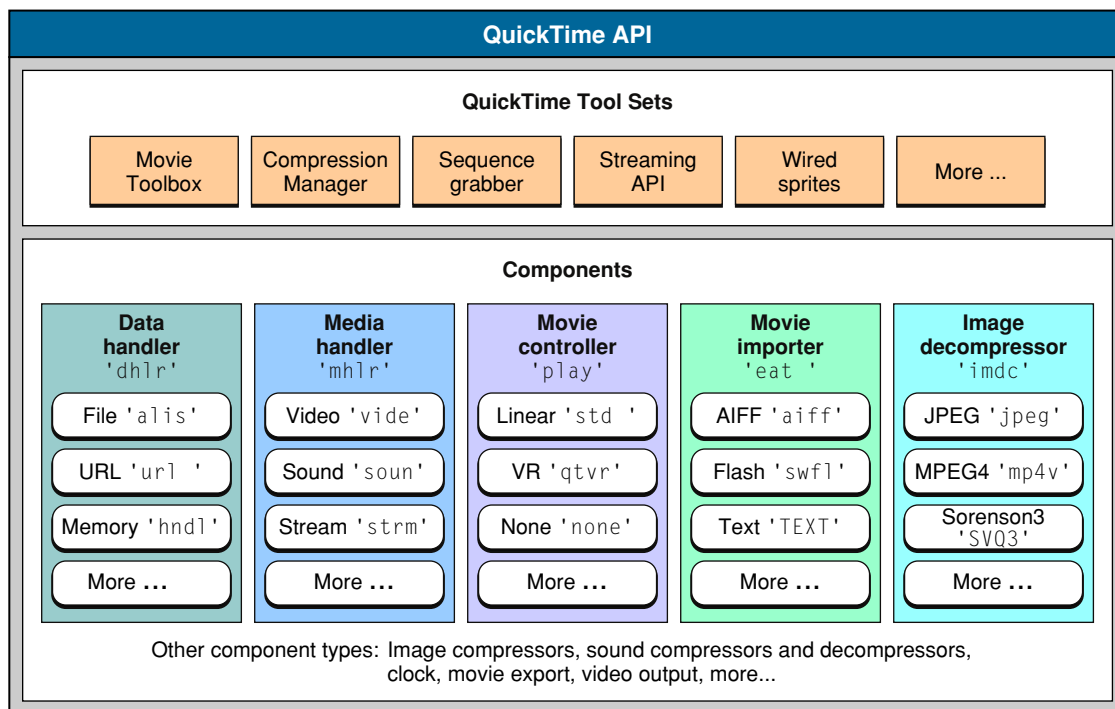 QuickTime API
QuickTime Tool Sets
Movie
Toolbox
Compression
Manager
Sequence
grabber
Streaming
API
Wired
sprites
More ...
Components
Data
handler
'dhlr'
File 'alis'
URL 'url '
Memory 'hndl'
More ...
Media
handler
'mhlr'
Video 'vide'
Sound 'soun'
Stream 'strm'
More ...
Movie
controller
'play'
Linear 'std '
VR 'qtvr'
None 'none'
More ...
Movie
importer
'eat '
AIFF 'aiff'
Flash 'swfl'
Text 'TEXT'
More ...
Image
decompressor
'imdc'
JPEG 'jpeg'
MPEG4 'mp4v'
Sorenson3
'SVQ3'
More ...
Other component types: Image compressors, sound compressors and decompressors,
clock, movie export, video output, more...